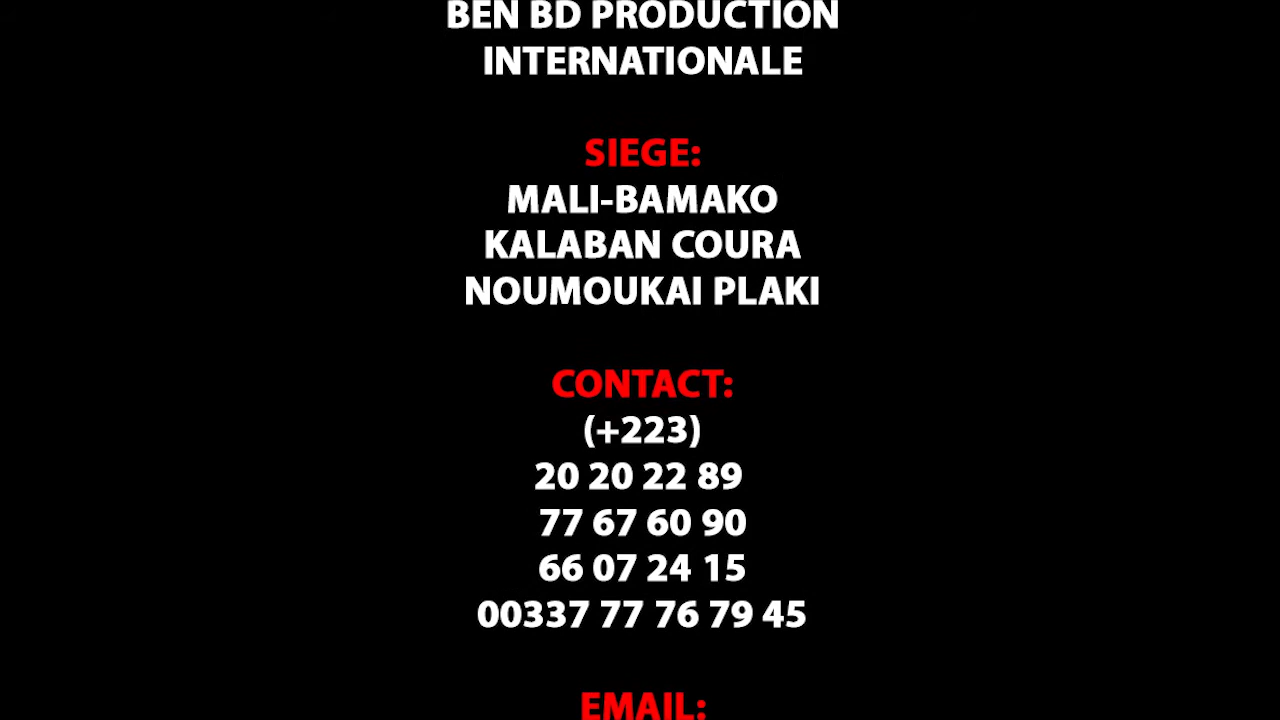 BEN BD PRODUCTION
INTERNATIONALE
SIEGE:
MALI-BAMAKO
KALABAN COURA
NOUMOUKAI PLAKI
CONTACT:
(+223)
20 20 22 89
77 67 60 90
66 07 24 15
00337 77 76 79 45
EMAIL: